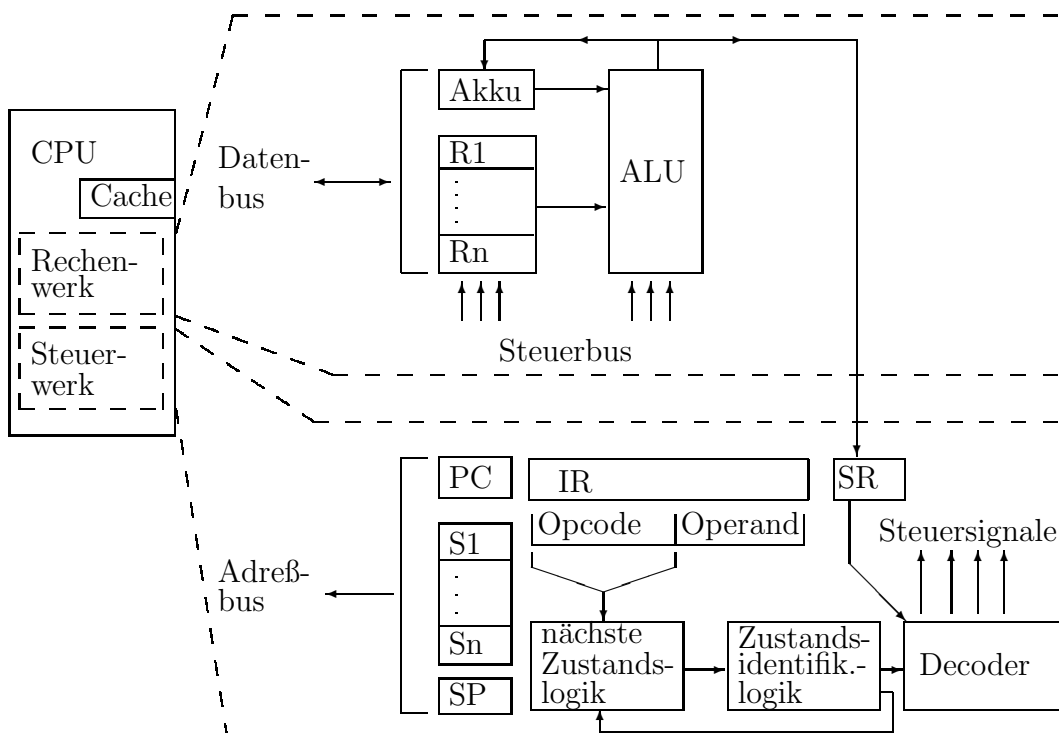 CPU
Cache
Rechen-
werk
Steuer-
werk
Daten-
bus
Akku
R1
Rn
ALU
Steuerbus
Adreß-
bus
PC
S1
Sn
SP
IR
Opcode
Operand
SR
Steuersignale
nächste
Zustands-
logik
Zustands-
identifik.-
logik
Decoder